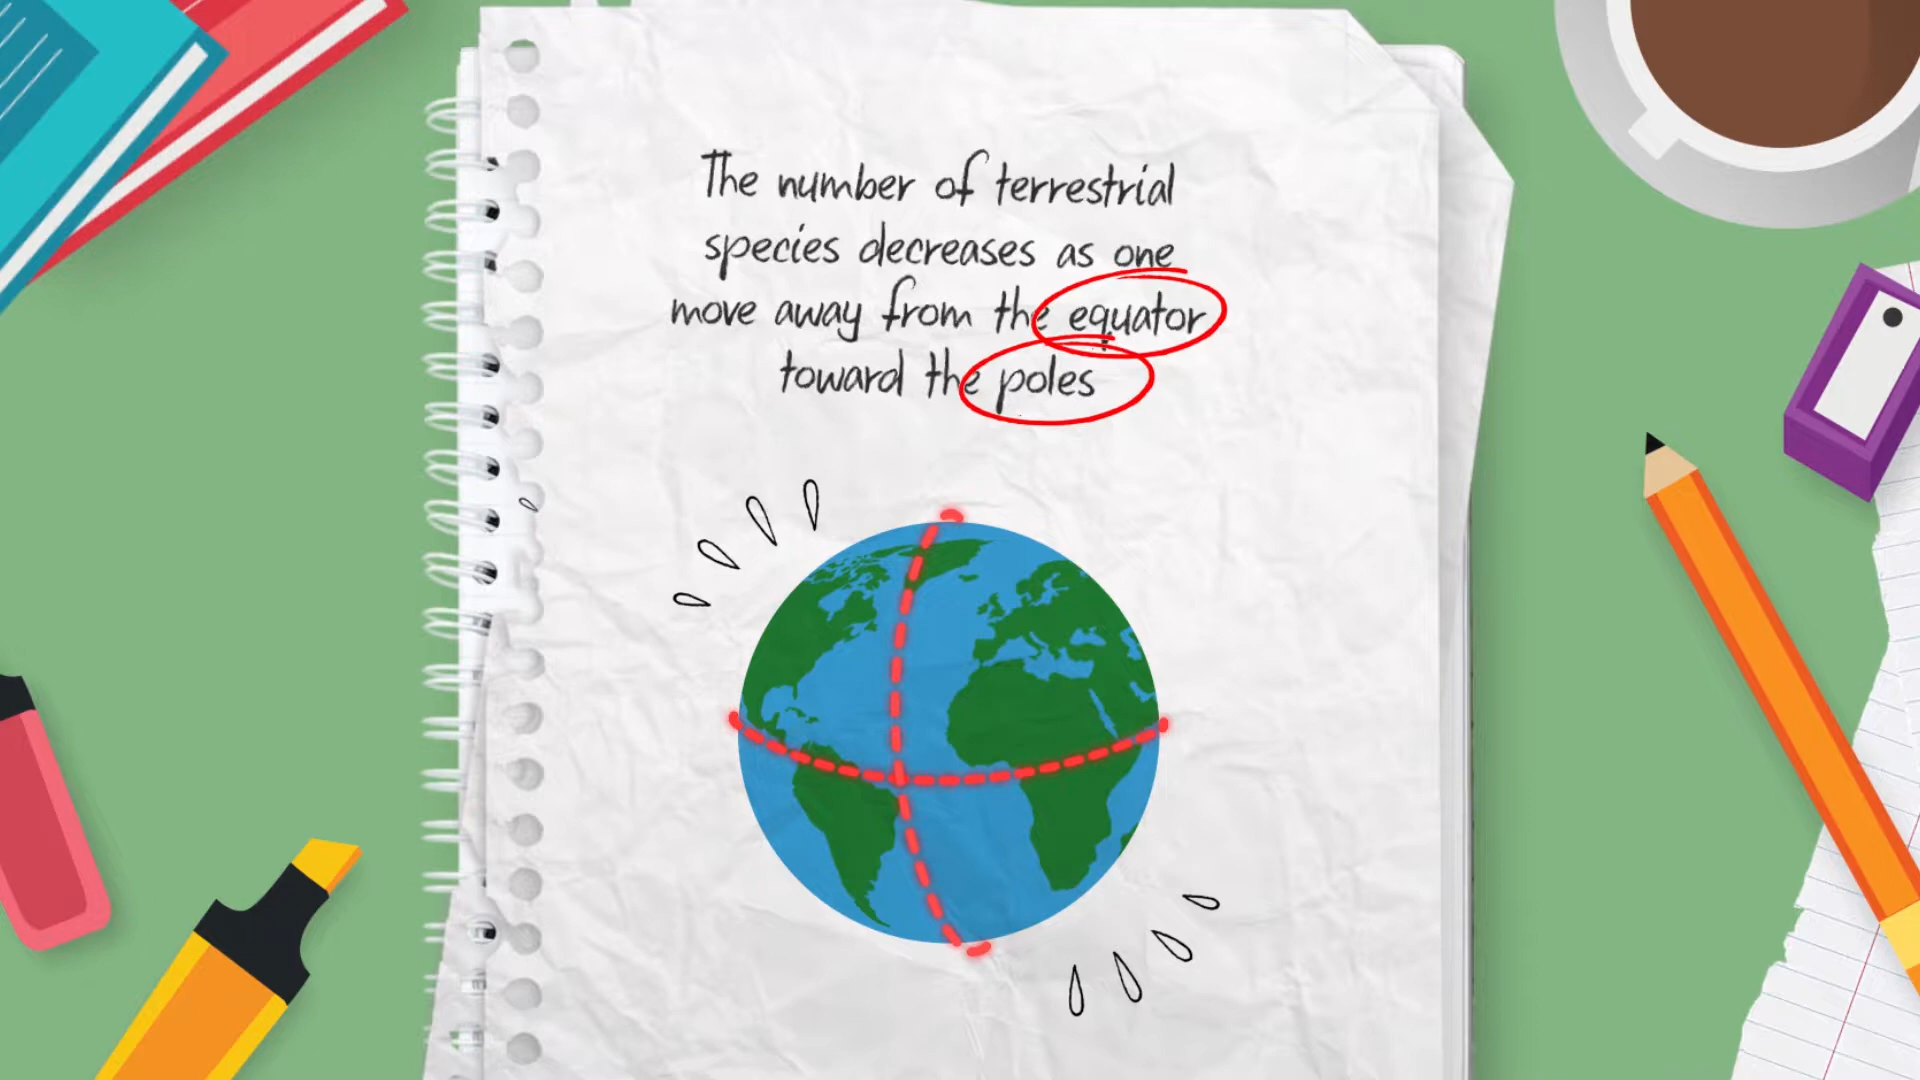 The number of terrestrial
species decreases as one
move away from the equator
toward the poles